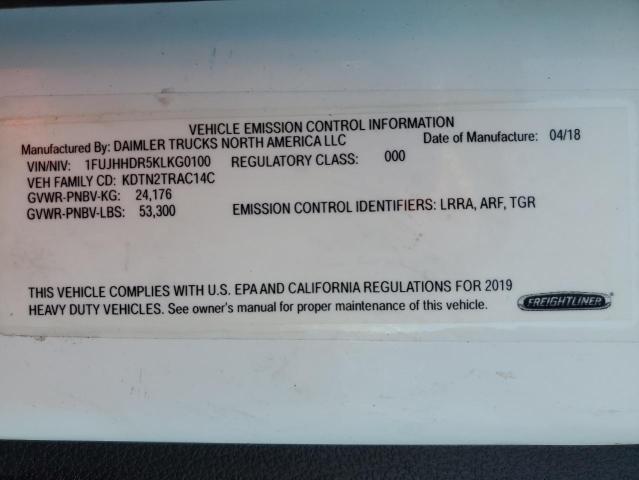 VEHICLE EMISSION CONTROL INFORMATION
Manufactured By: DAIMLER TRUCKS NORTH AMERICA LLC Date of Manufacture: 04/18
VIN/NIV: 1FUJHHDR5KLKG0100 REGULATORY CLASS: 000
VEH FAMILY CD: KDTN2TRAC14C
GVWR-PNBV-KG: 24,176
GVWR-PNBV-LBS: 53,300 EMISSION CONTROL IDENTIFIERS: LRRA, ARF, TGR
THIS VEHICLE COMPLIES WITH U.S. EPA AND CALIFORNIA REGULATIONS FOR 2019
HEAVY DUTY VEHICLES. See owner's manual for proper maintenance of this vehicle.
FREIGHTLINER